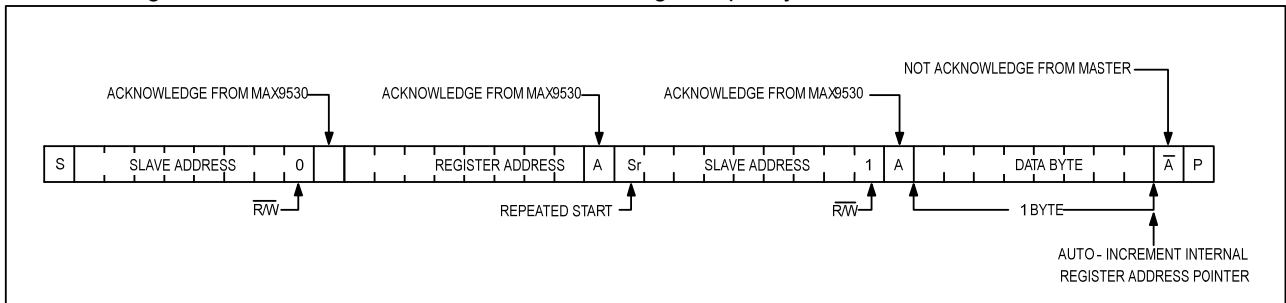 NOT ACKNOWLEDGE FROM MASTER
ACKNOWLEDGE FROM MAX9530
ACKNOWLEDGE FROM MAX9530
ACKNOWLEDGE FROM MAX9530
S SLAVE ADDRESS 0 REGISTER ADDRESS A Sr SLAVE ADDRESS 1 A DATA BYTE A P
R/W
REPEATED START
R/W
1 BYTE
AUTO - INCREMENT INTERNAL
REGISTER ADDRESS POINTER